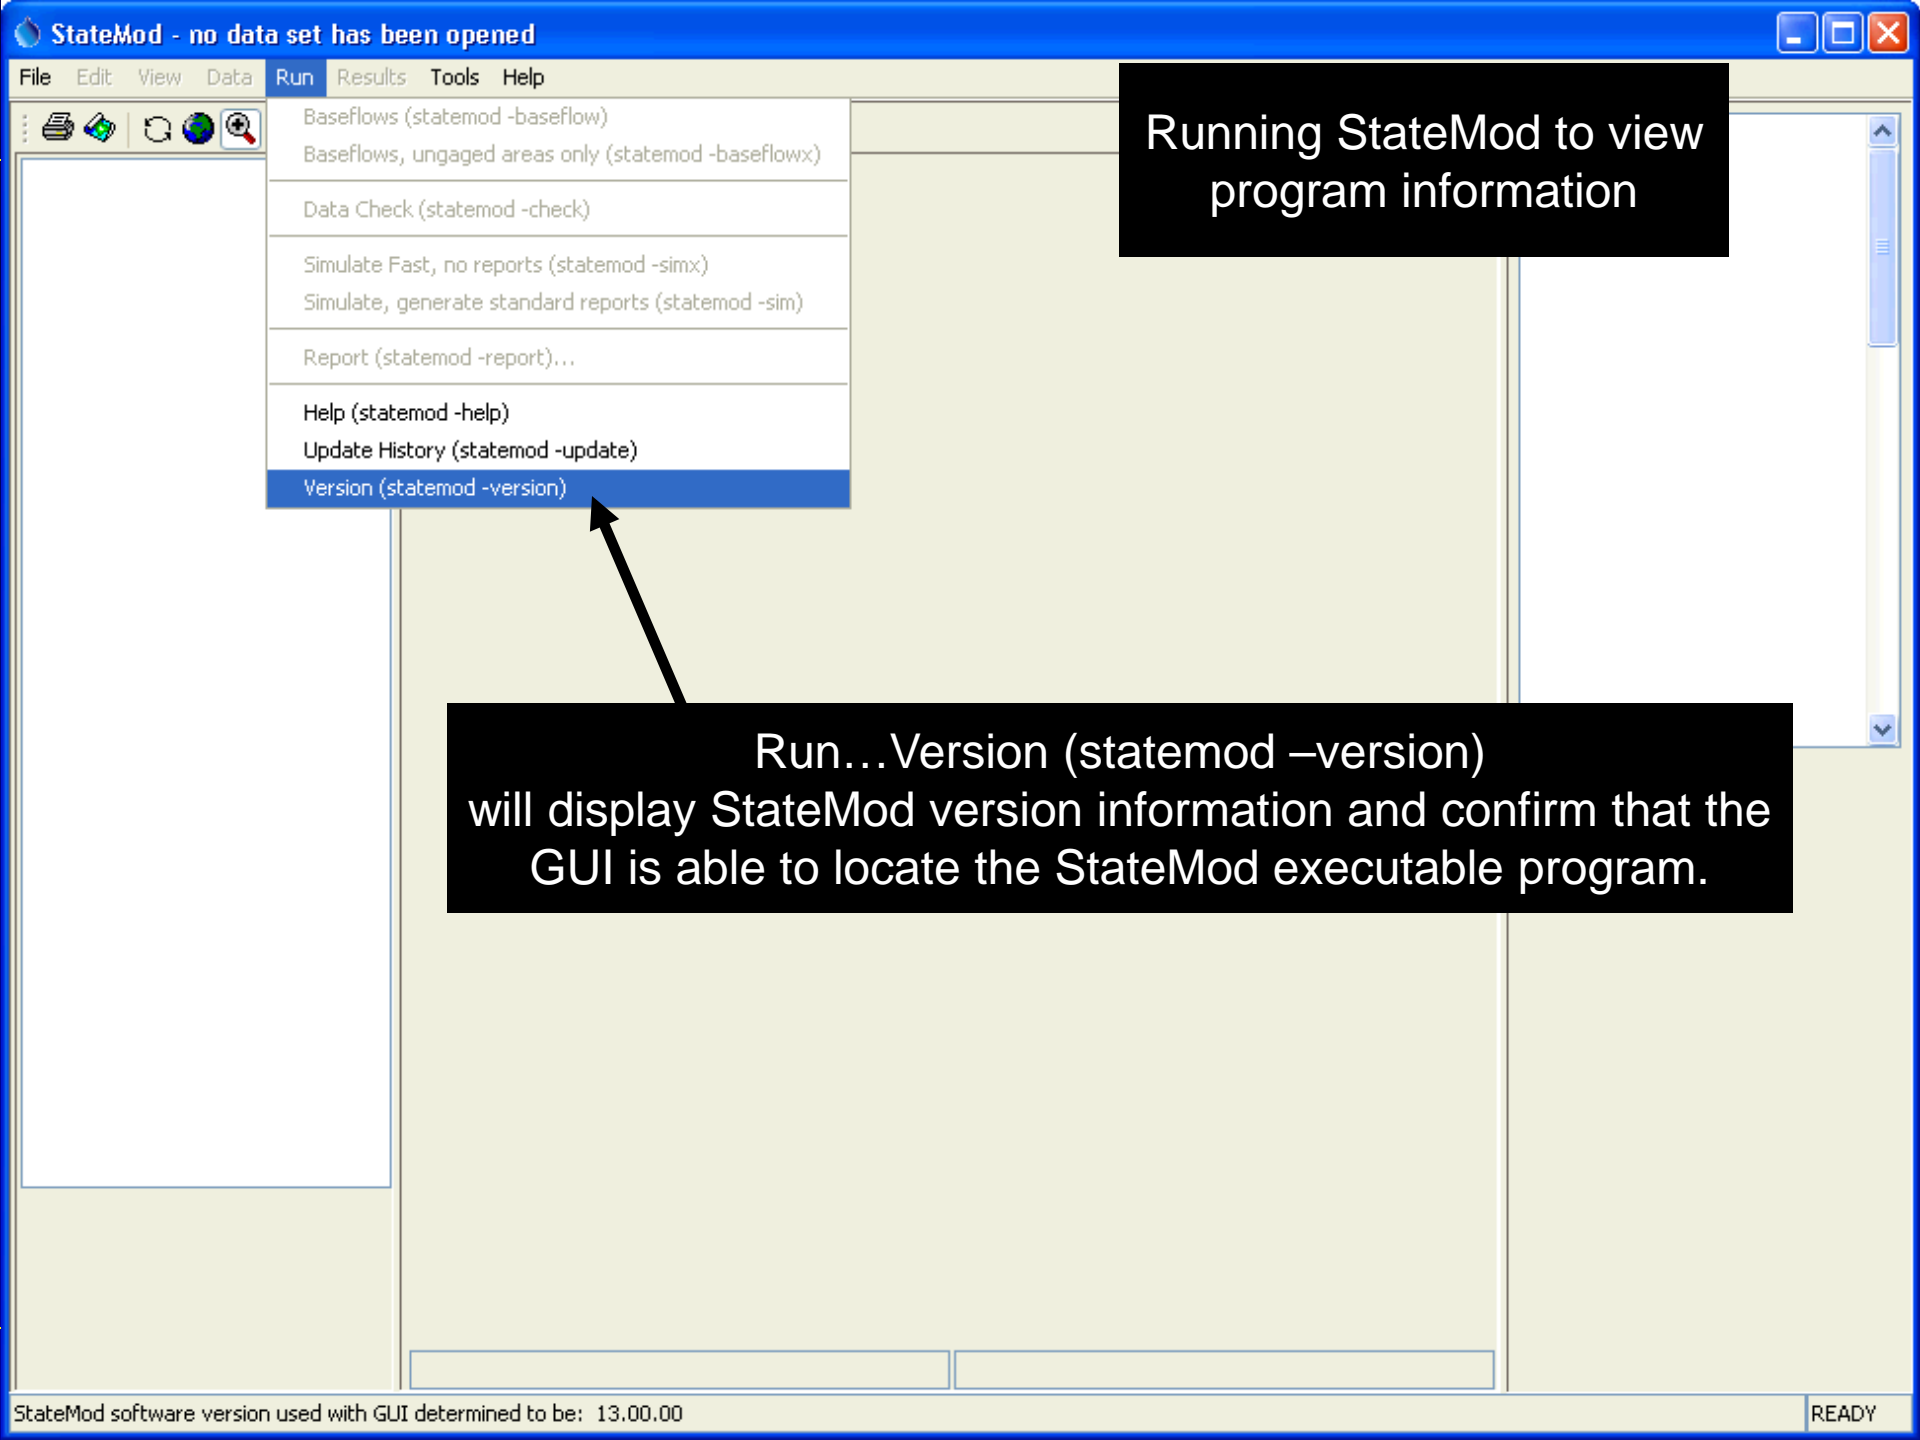 StateMod - no data set has been opened
File Edit View Data Run Results Tools Help
Baseflows (statemod -baseflow)
Baseflows, ungaged areas only (statemod -baseflowx)
Data Check (statemod -check)
Simulate Fast, no reports (statemod -simx)
Simulate, generate standard reports (statemod -sim)
Report (statemod -report)...
Help (statemod -help)
Update History (statemod -update)
Version (statemod -version)
Running StateMod to view
program information
Run…Version (statemod –version)
will display StateMod version information and confirm that the
GUI is able to locate the StateMod executable program.
StateMod software version used with GUI determined to be: 13.00.00
READY